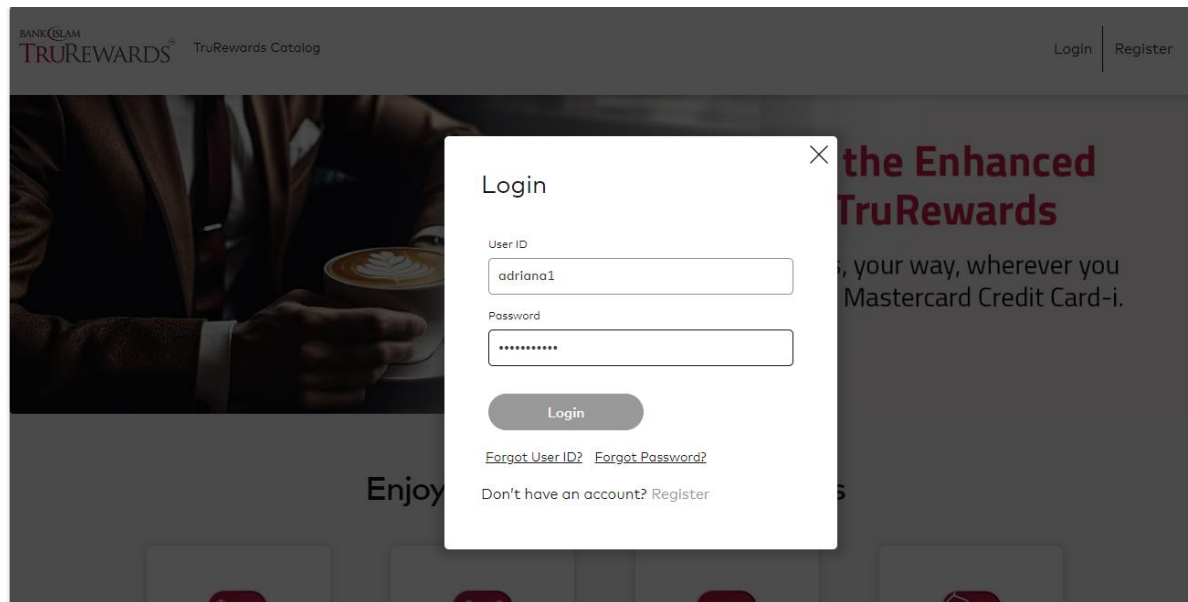 BANK ISLAM
TRUREWARDS
TruRewards Catalog
Login
Register
the Enhanced
TruRewards
, your way, wherever you
Mastercard Credit Card-i.
Login
User ID
adriana1
Password
•••••••••••
Login
Forgot User ID? Forgot Password?
Don't have an account? Register
Enjoy
s